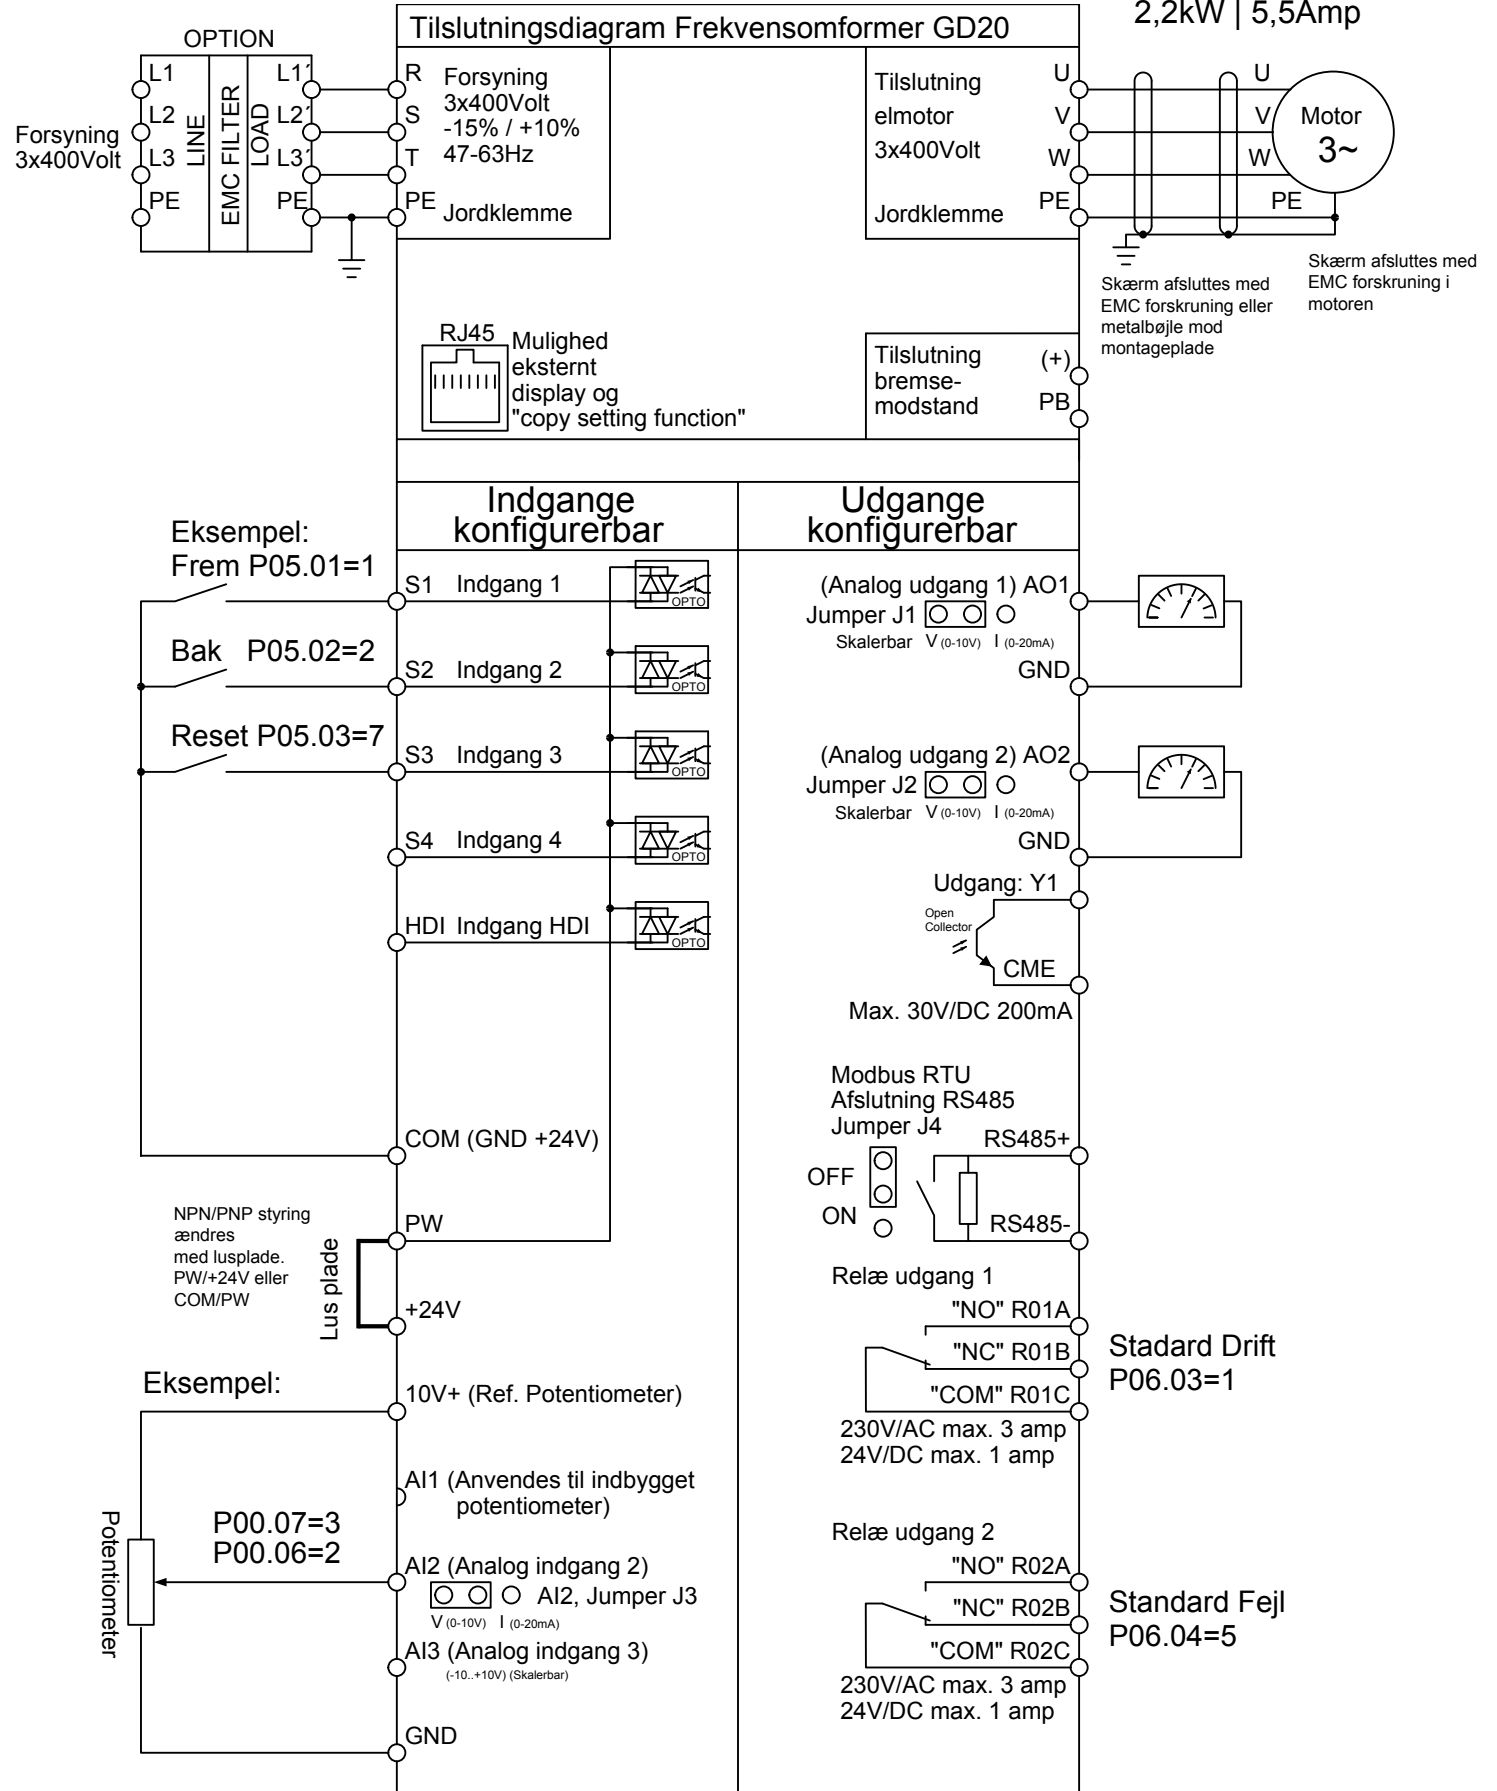 2,2kW | 5,5Amp
Tilslutningsdiagram Frekvensomformer GD20
OPTION
Forsyning
3x400Volt
L1
L2
L3
PE
LINE
EMC FILTER
LOAD
L1´
L2´
L3´
PE
R
S
T
PE
Forsyning
3x400Volt
-15% / +10%
47-63Hz
Jordklemme
Tilslutning
elmotor
3x400Volt
Jordklemme
U
V
W
PE
U
V
W
PE
Motor
3~
Skærm afsluttes med
EMC forskruning eller
metalbøjle mod
montageplade
Skærm afsluttes med
EMC forskruning i
motoren
RJ45
Mulighed
eksternt
display og
"copy setting function"
Tilslutning
bremse-
modstand
(+)
PB
Indgange
konfigurerbar
Udgange
konfigurerbar
Eksempel:
Frem P05.01=1
S1 Indgang 1
OPTO
Bak P05.02=2
S2 Indgang 2
OPTO
Reset P05.03=7
S3 Indgang 3
OPTO
S4 Indgang 4
OPTO
HDI Indgang HDI
OPTO
COM (GND +24V)
NPN/PNP styring
ændres
med lusplade.
PW/+24V eller
COM/PW
Lus plade
PW
+24V
Eksempel:
10V+ (Ref. Potentiometer)
AI1 (Anvendes til indbygget
potentiometer)
Potentiometer
P00.07=3
P00.06=2
AI2 (Analog indgang 2)
AI2, Jumper J3
V (0-10V) I (0-20mA)
AI3 (Analog indgang 3)
(-10..+10V) (Skalerbar)
GND
(Analog udgang 1) AO1
Jumper J1
Skalerbar V (0-10V) I (0-20mA)
GND
(Analog udgang 2) AO2
Jumper J2
Skalerbar V (0-10V) I (0-20mA)
GND
Udgang: Y1
Open
Collector
CME
Max. 30V/DC 200mA
Modbus RTU
Afslutning RS485
Jumper J4
OFF
ON
RS485+
RS485-
Relæ udgang 1
"NO" R01A
"NC" R01B
"COM" R01C
230V/AC max. 3 amp
24V/DC max. 1 amp
Stadard Drift
P06.03=1
Relæ udgang 2
"NO" R02A
"NC" R02B
"COM" R02C
230V/AC max. 3 amp
24V/DC max. 1 amp
Standard Fejl
P06.04=5